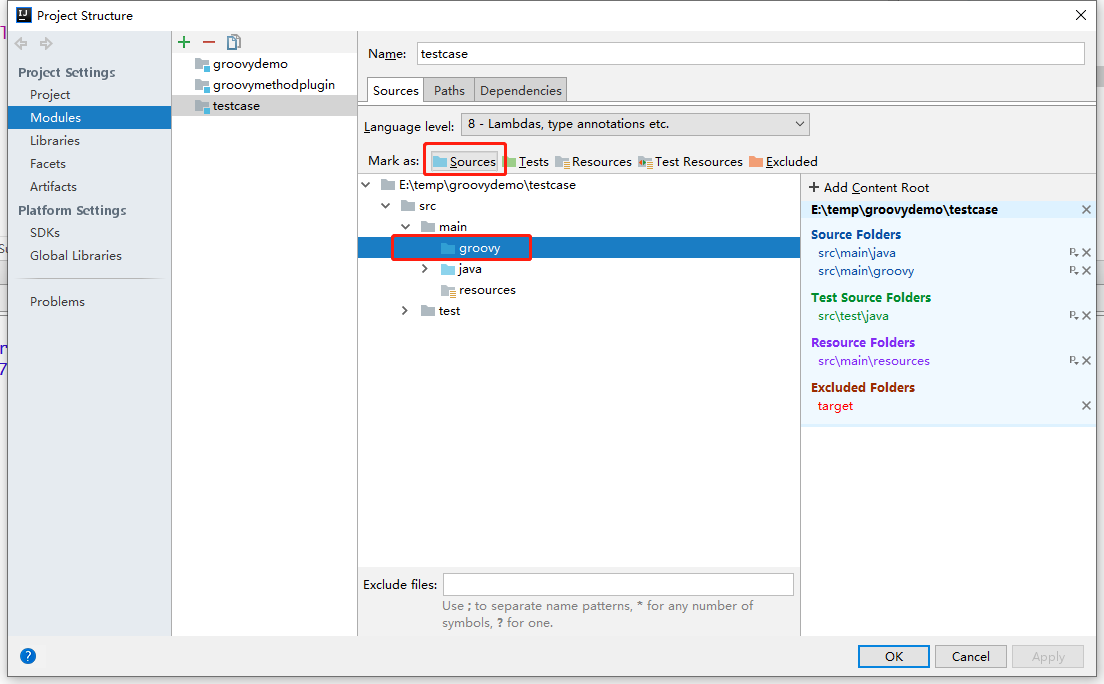 Project Structure
Project Settings
Project
Modules
Libraries
Facets
Artifacts
Platform Settings
SDKs
Global Libraries
Problems
groovydemo
groovymethodplugin
testcase
Name: testcase
Sources Paths Dependencies
Language level: 8 - Lambdas, type annotations etc.
Mark as: Sources Tests Resources Test Resources Excluded
E:\temp\groovydemo\testcase
src
main
groovy
java
resources
test
+ Add Content Root
E:\temp\groovydemo\testcase
Source Folders
src\main\java
src\main\groovy
Test Source Folders
src\test\java
Resource Folders
src\main\resources
Excluded Folders
target
Exclude files:
Use ; to separate name patterns, * for any number of
symbols, ? for one.
?
OK Cancel Apply